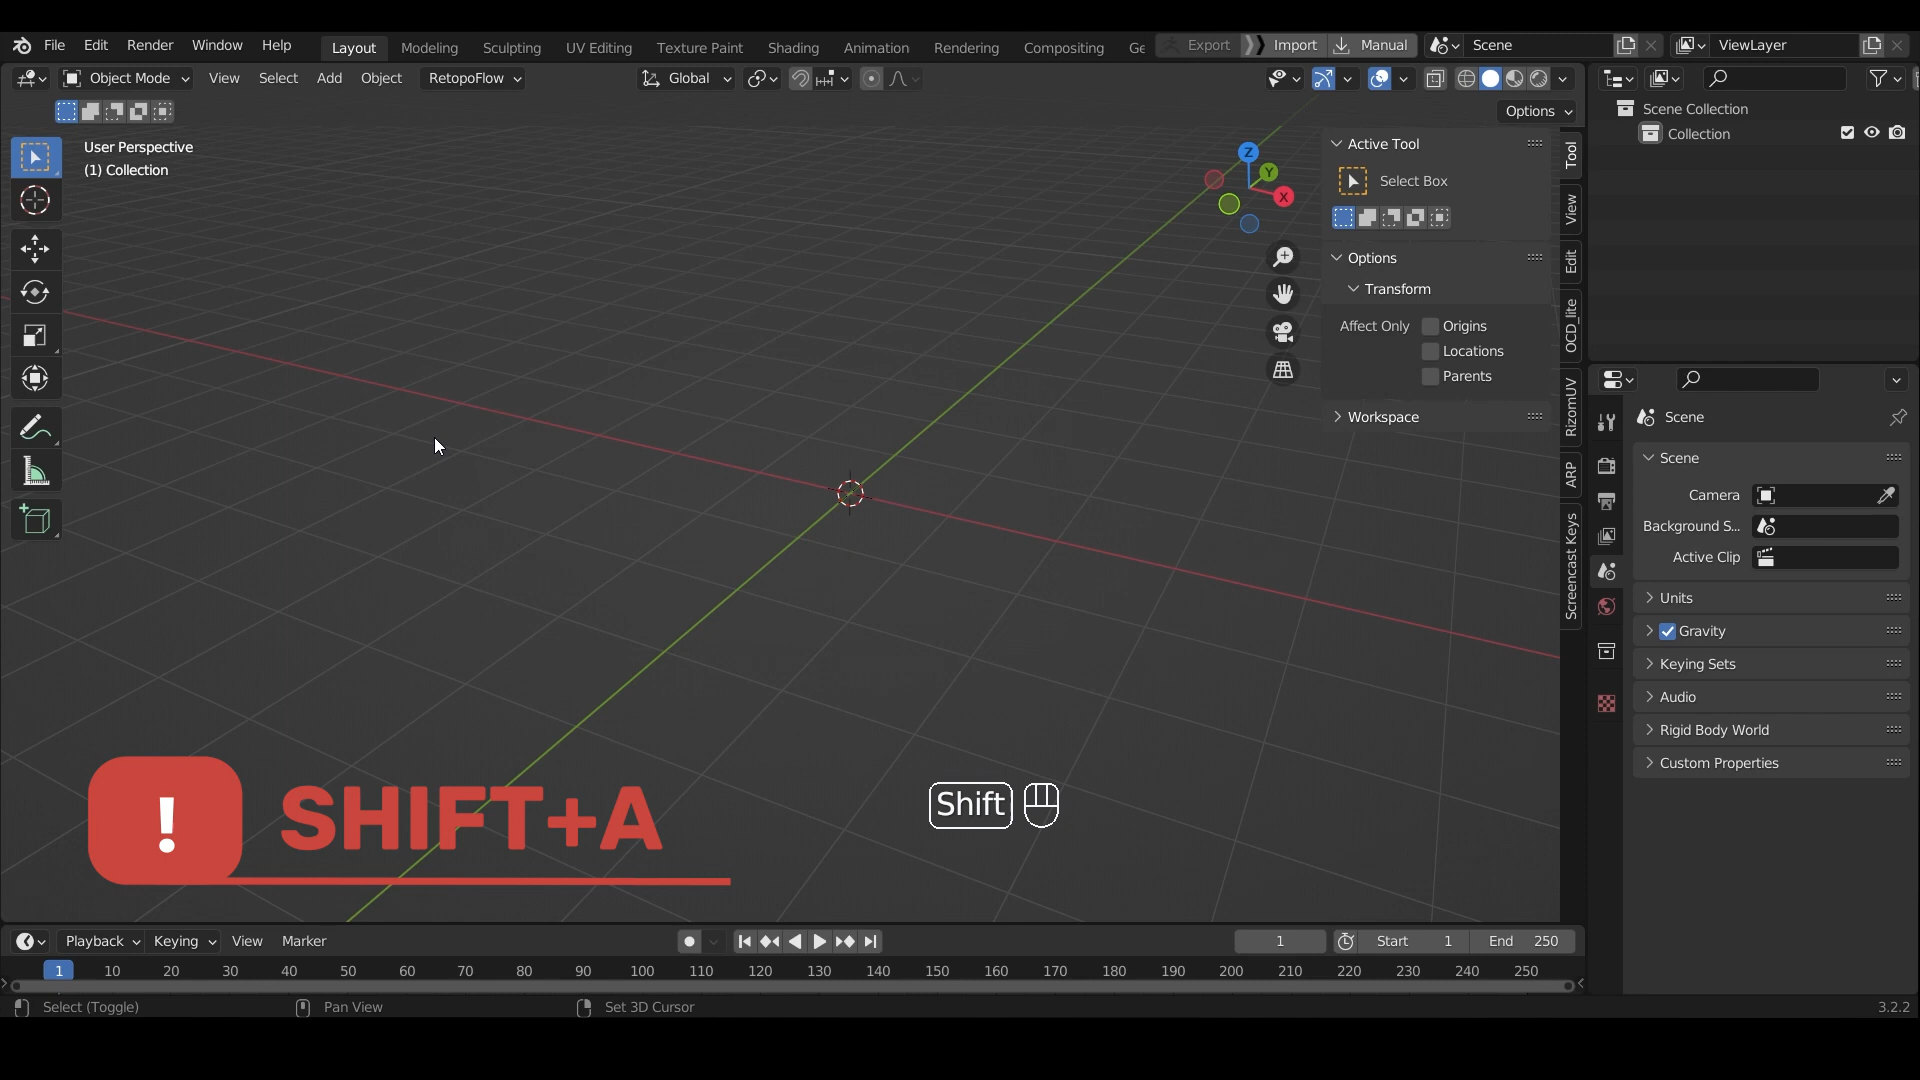 File Edit Render Window Help Layout Modeling Sculpting UV Editing Texture Paint Shading Animation Rendering Compositing Ge Export Import Manual Scene ViewLayer
Object Mode View Select Add Object RetopoFlow Global
Options
User Perspective
(1) Collection
Z
Y
X
Active Tool
Select Box
Options
Transform
Affect Only Origins
Locations
Parents
Workspace
Tool
View
Edit
OCD_lite
RizomUV
ARP
Screencast Keys
Scene Collection
Collection
Scene
Scene
Camera
Background S...
Active Clip
Units
Gravity
Keying Sets
Audio
Rigid Body World
Custom Properties
! SHIFT+A
Shift
Playback Keying View Marker 1 Start 1 End 250
1 10 20 30 40 50 60 70 80 90 100 110 120 130 140 150 160 170 180 190 200 210 220 230 240 250
Select (Toggle) Pan View Set 3D Cursor 3.2.2